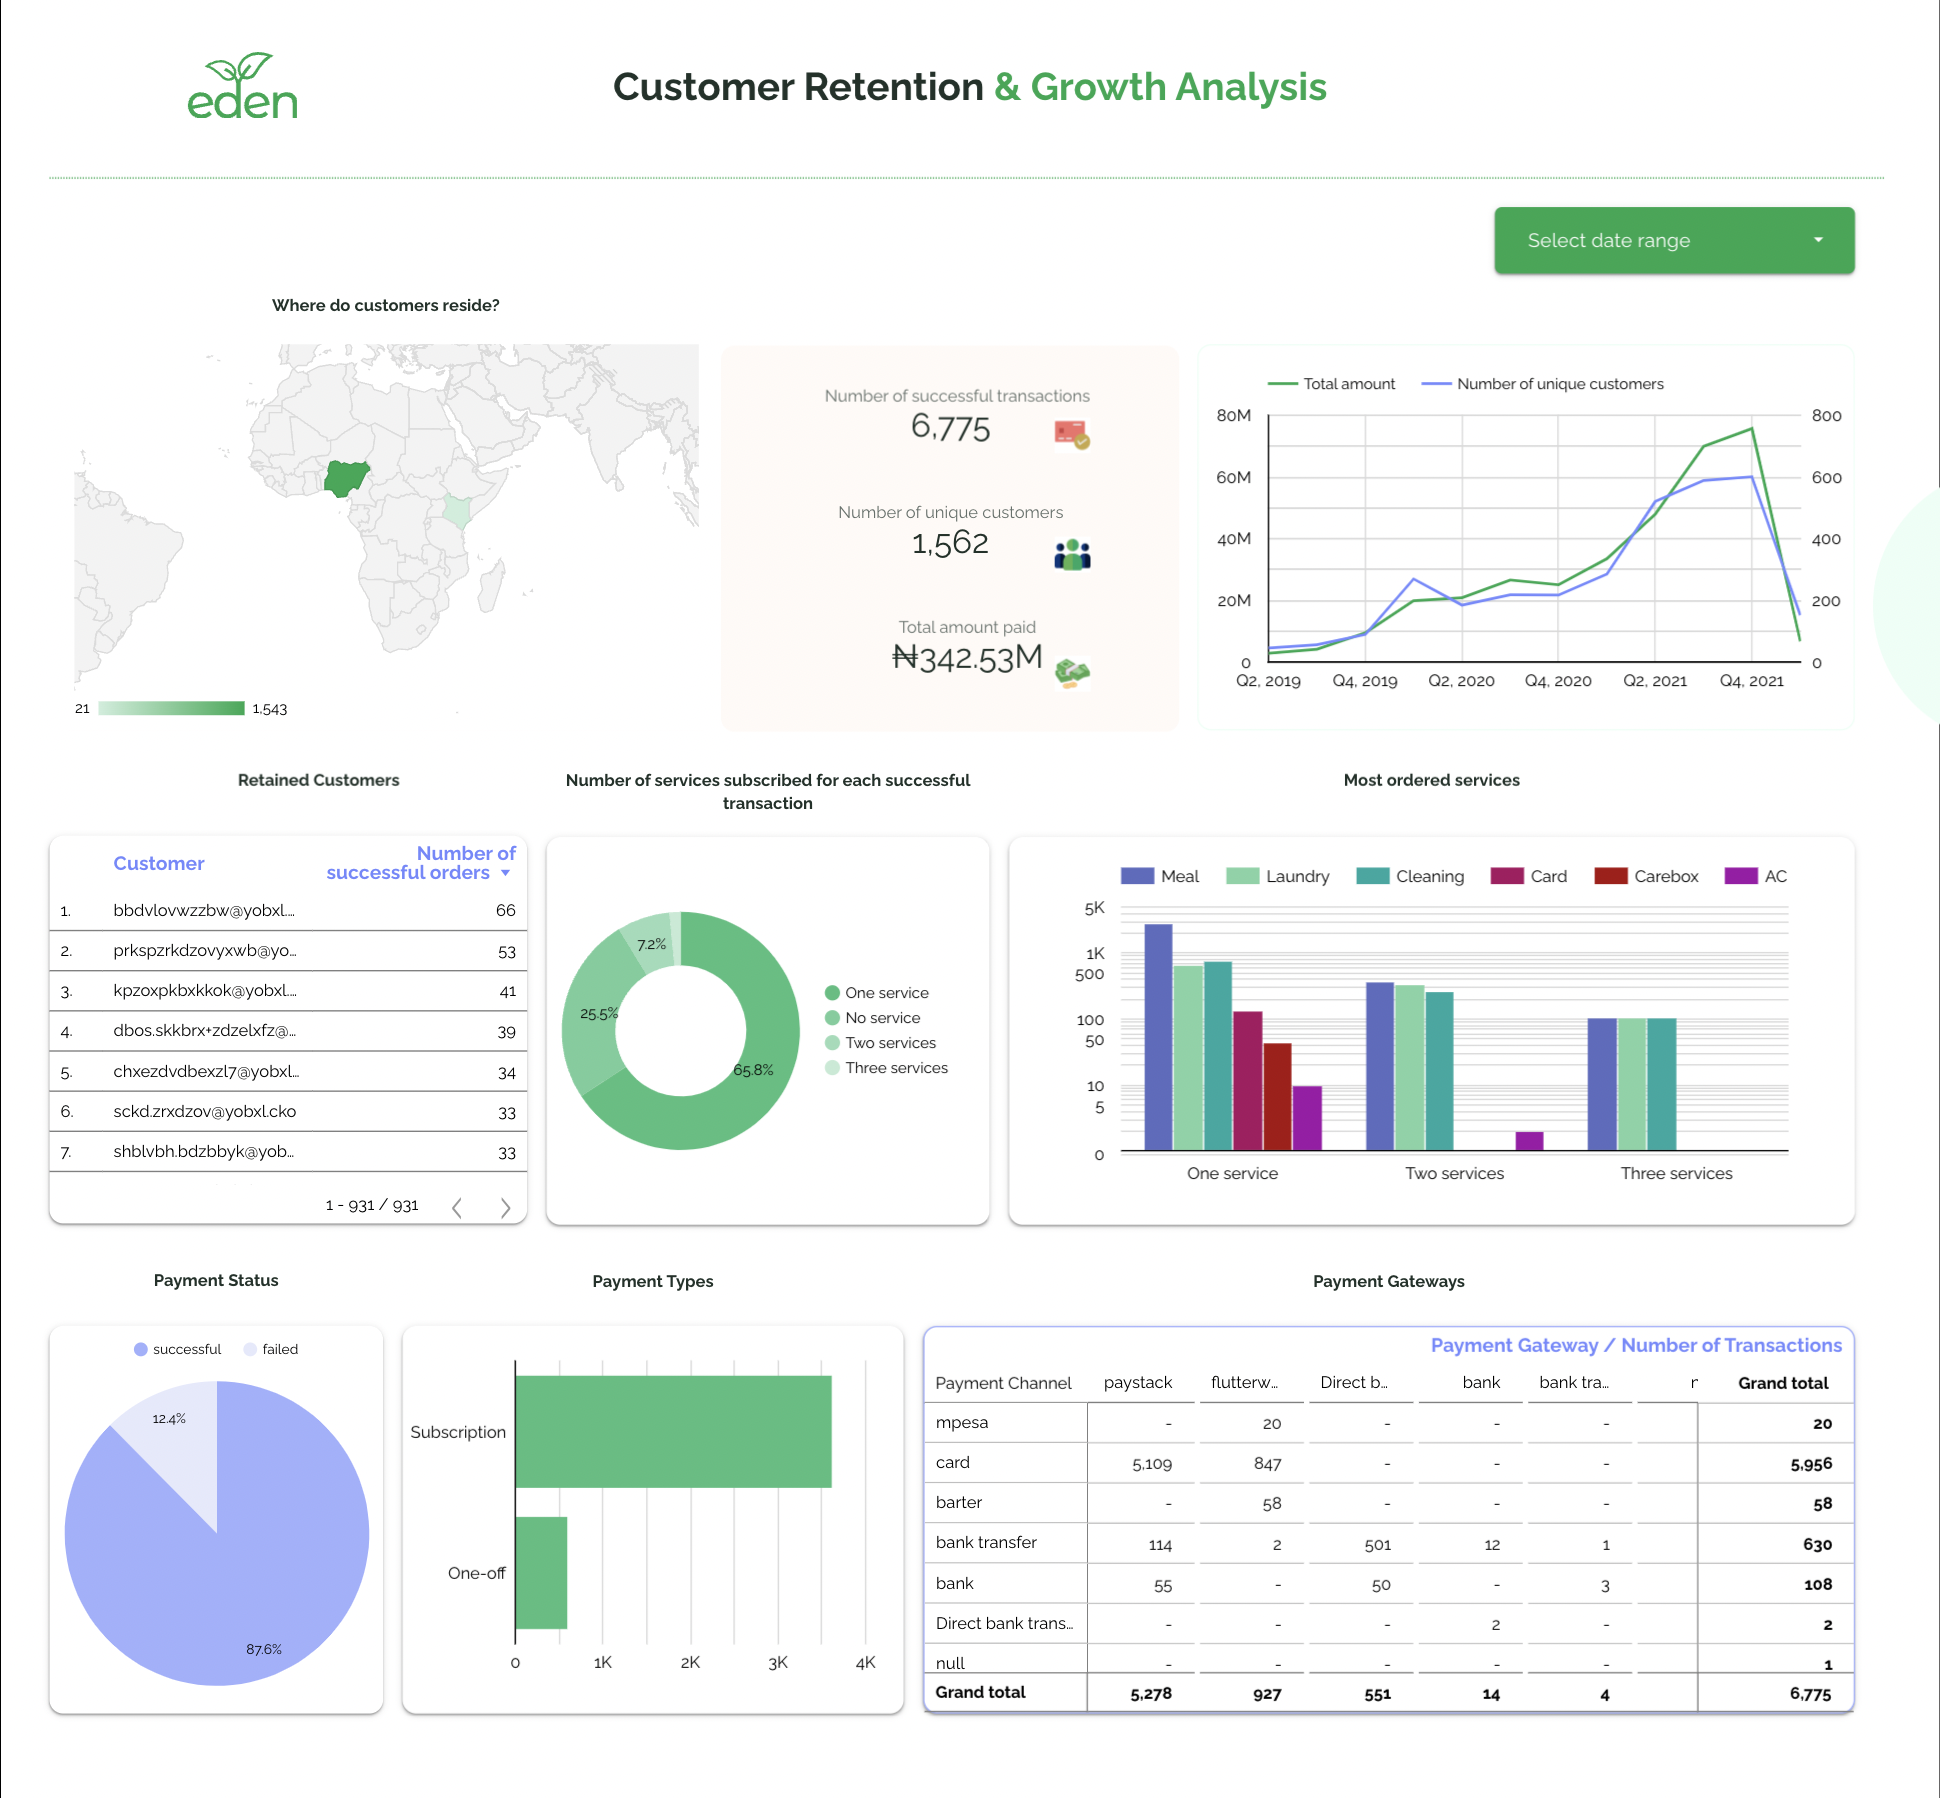 eden
Customer Retention & Growth Analysis
Select date range
Where do customers reside?
21 1,543
Number of successful transactions
6,775
Number of unique customers
1,562
Total amount paid
₦342.53M
Total amount Number of unique customers
80M 800
60M 600
40M 400
20M 200
0 0
Q2, 2019 Q4, 2019 Q2, 2020 Q4, 2020 Q2, 2021 Q4, 2021
Retained Customers
Customer Number of
successful orders
1. bbdvlovwzzbw@yobxl.… 66
2. prkspzrkdzovyxwb@yo… 53
3. kpzoxpkbxkkok@yobxl.… 41
4. dbos.skkbrx+zdzelxfz@… 39
5. chxezdvdbexzl7@yobxl… 34
6. sckd.zrxdzov@yobxl.cko 33
7. shblvbh.bdzbbyk@yob… 33
1 - 931 / 931
Number of services subscribed for each successful
transaction
7.2%
25.5%
65.8%
One service
No service
Two services
Three services
Most ordered services
Meal Laundry Cleaning Card Carebox AC
5K
1K
500
100
50
10
5
0
One service Two services Three services
Payment Status
successful failed
12.4%
87.6%
Payment Types
Subscription
One-off
0 1K 2K 3K 4K
Payment Gateways
Payment Gateway / Number of Transactions
Payment Channel paystack flutterw… Direct b… bank bank tra… Grand total
mpesa - 20 - - - 20
card 5,109 847 - - - 5,956
barter - 58 - - - 58
bank transfer 114 2 501 12 1 630
bank 55 - 50 - 3 108
Direct bank trans… - - - 2 - 2
null - - - - - 1
Grand total 5,278 927 551 14 4 6,775